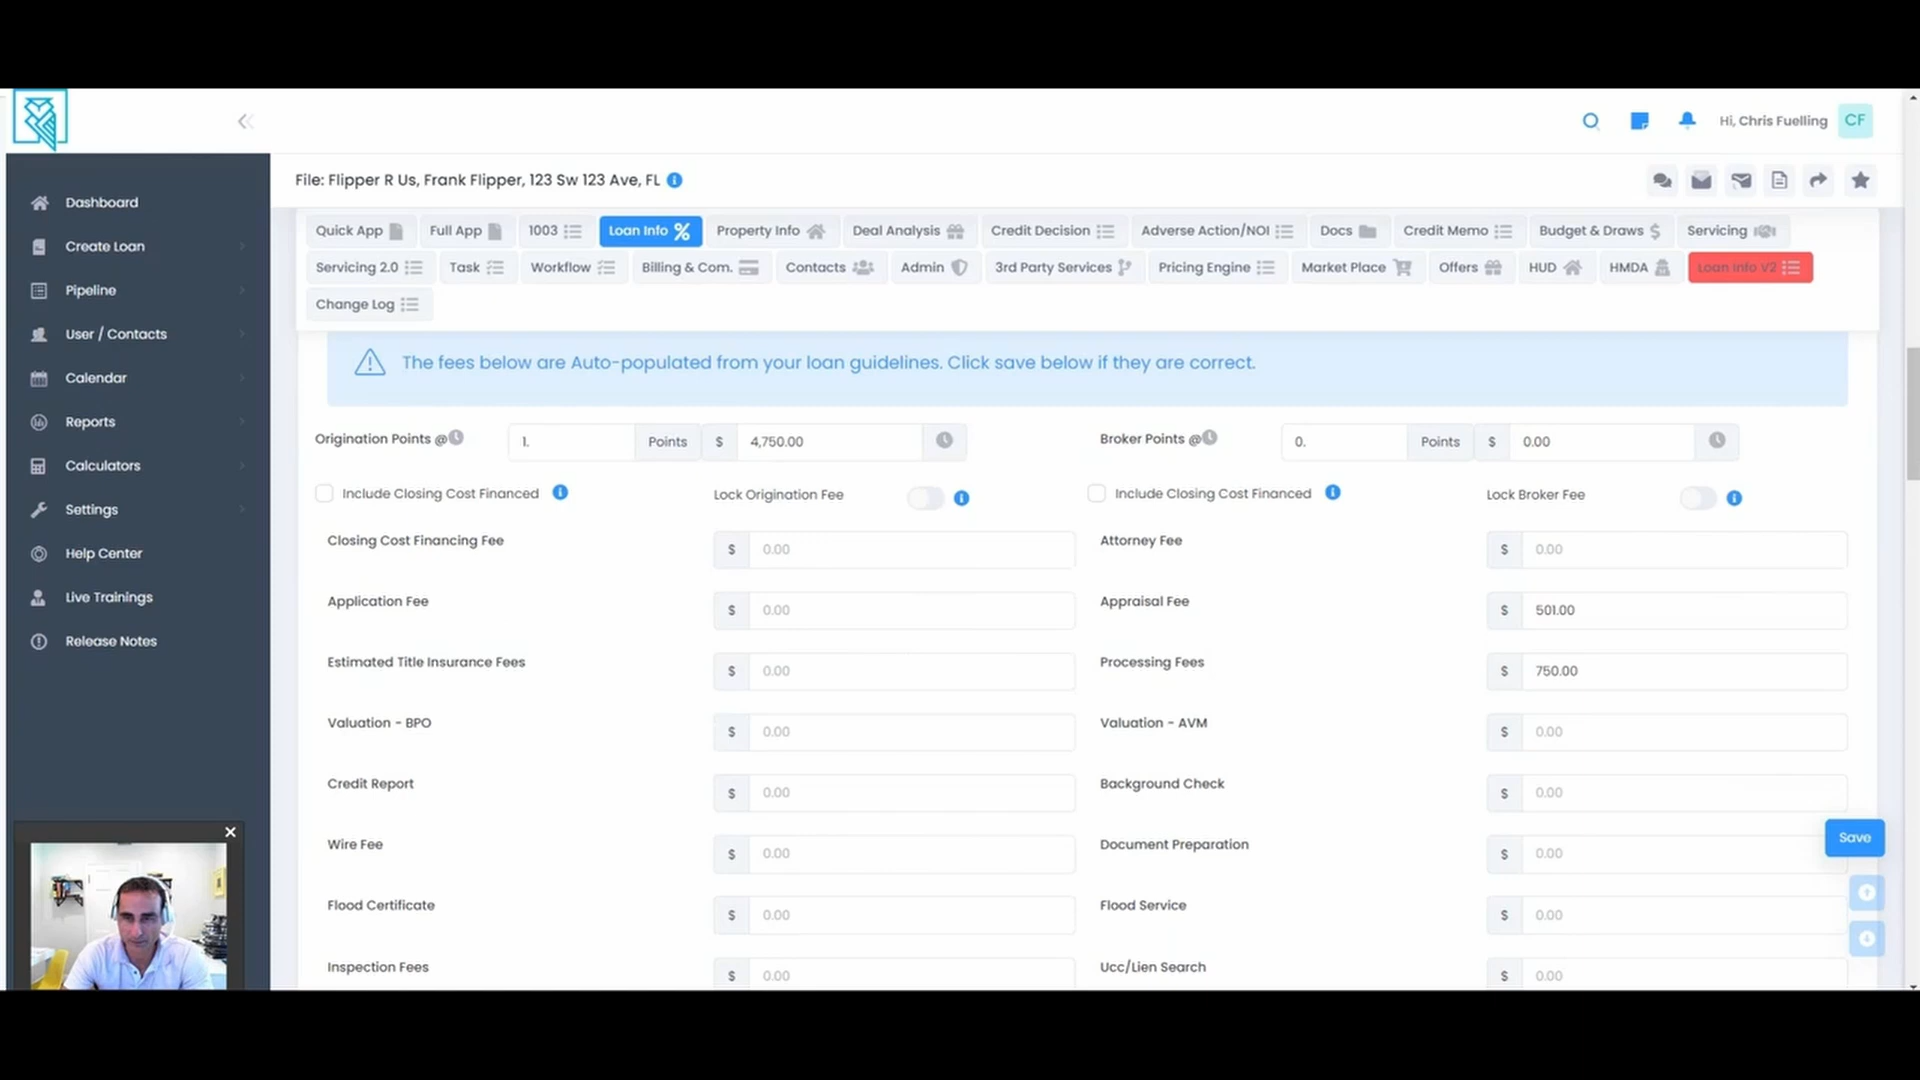 Hi, Chris Fuelling CF
File: Flipper R Us, Frank Flipper, 123 Sw 123 Ave, FL
Dashboard
Create Loan
Pipeline
User / Contacts
Calendar
Reports
Calculators
Settings
Help Center
Live Trainings
Release Notes
Quick App Full App 1003 Loan Info Property Info Deal Analysis Credit Decision Adverse Action/NOI Docs Credit Memo Budget & Draws Servicing
Servicing 2.0 Task Workflow Billing & Com. Contacts Admin 3rd Party Services Pricing Engine Market Place Offers HUD HMDA Loan Info V2
Change Log
The fees below are Auto-populated from your loan guidelines. Click save below if they are correct.
Origination Points @ 1. Points $ 4,750.00 Broker Points @ 0. Points $ 0.00
Include Closing Cost Financed Lock Origination Fee Include Closing Cost Financed Lock Broker Fee
Closing Cost Financing Fee $ 0.00 Attorney Fee $ 0.00
Application Fee $ 0.00 Appraisal Fee $ 501.00
Estimated Title Insurance Fees $ 0.00 Processing Fees $ 750.00
Valuation - BPO $ 0.00 Valuation - AVM $ 0.00
Credit Report $ 0.00 Background Check $ 0.00
Save
Wire Fee $ 0.00 Document Preparation $ 0.00
Flood Certificate $ 0.00 Flood Service $ 0.00
Inspection Fees $ 0.00 Ucc/Lien Search $ 0.00